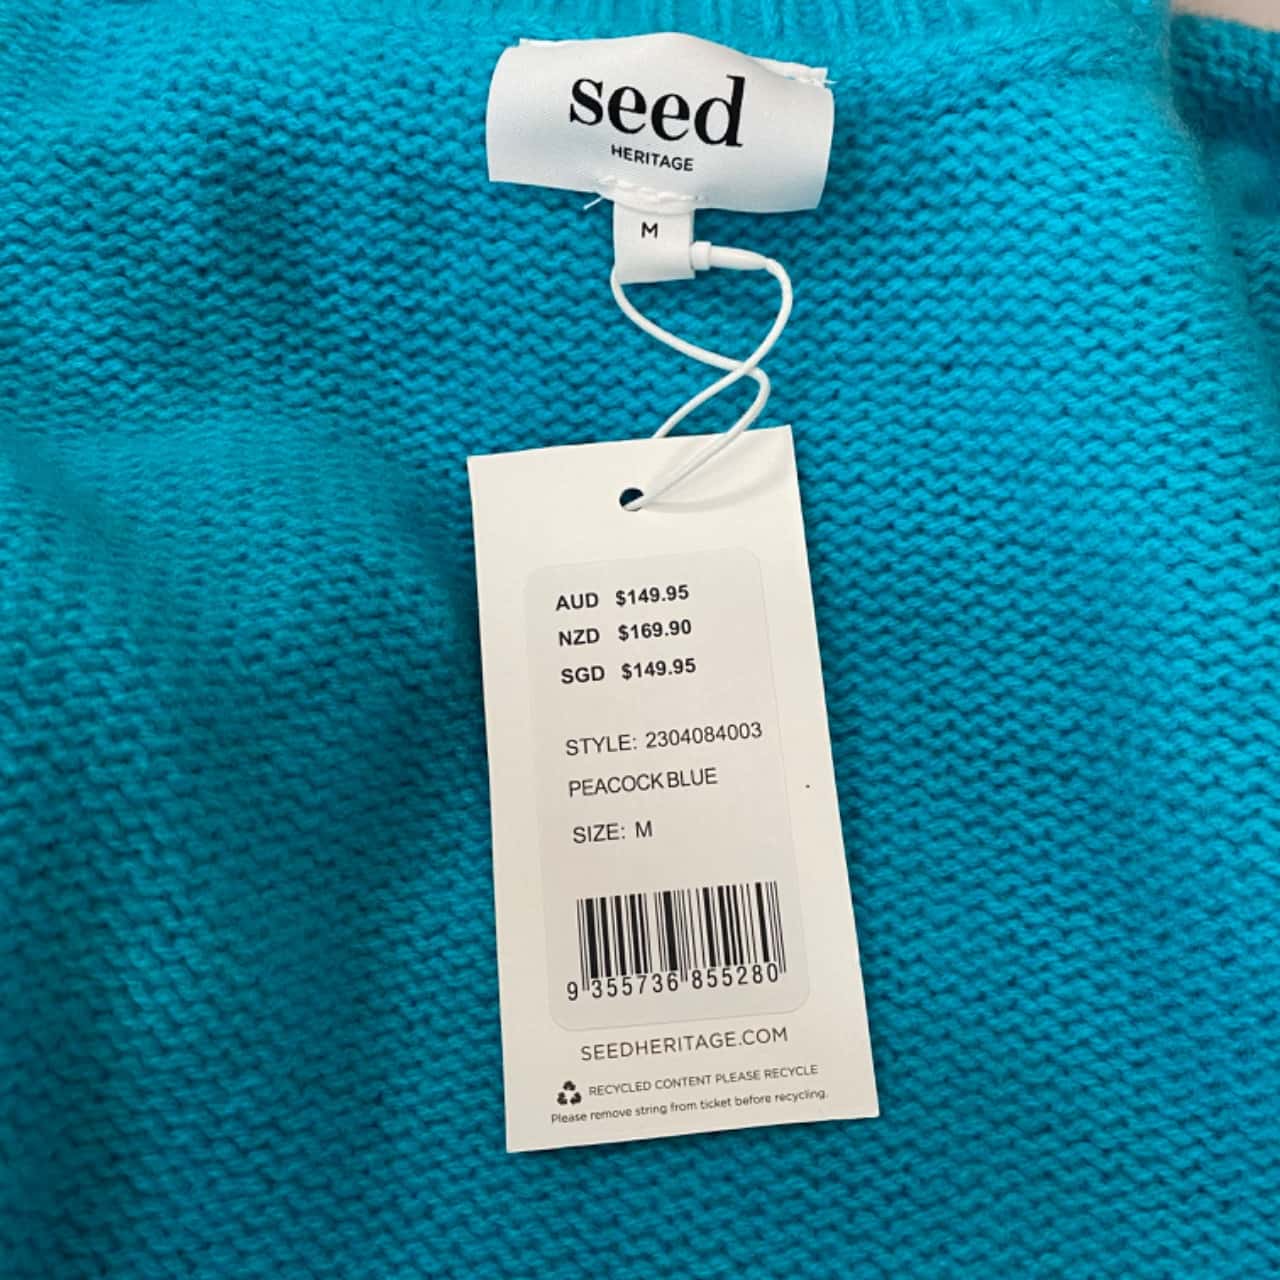 seed
HERITAGE
M
AUD $149.95
NZD $169.90
SGD $149.95
STYLE: 2304084003
PEACOCK BLUE
SIZE: M
9 355736 855280
SEEDHERITAGE.COM
RECYCLED CONTENT PLEASE RECYCLE
Please remove string from ticket before recycling.